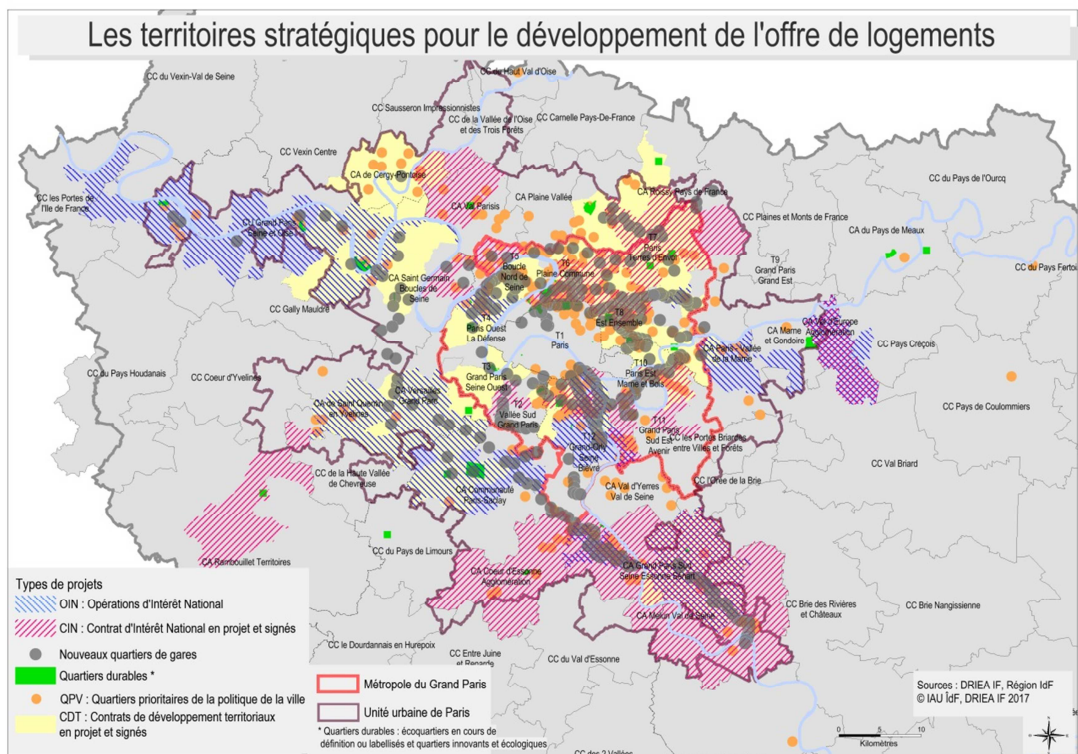 Les territoires stratégiques pour le développement de l'offre de logements
CC du Vexin-Val de Seine
CC du Haut Val d'Oise
CC Sausseron Impressionnistes
CC de la Vallée de l'Oise
et des Trois Forêts
CC Carnelle Pays-De-France
CC Vexin Centre
CA de Cergy-Pontoise
CA Roissy Pays de France
CC du Pays de l'Ourcq
CC les Portes de
l'Ile de France
CA Val Parisis
CA Plaine Vallée
CU Grand Paris
Seine et Oise
CC Plaines et Monts de France
CA du Pays de Meaux
T7
Paris
Terres d'Envol
T5
Boucle
Nord de
Seine
T6
Plaine Commune
T9
Grand Paris
Grand Est
CC du Pays Fertois
CA Saint Germain
Boucles de
Seine
CC Gally Mauldre
T4
Paris Ouest
La Défense
T8
Est Ensemble
T1
Paris
CA Paris - Vallée
de la Marne
CA Marne
et Gondoire
CA Val d'Europe
Agglomération
CC Pays Créçois
CC du Pays Houdanais
CC Coeur d'Yvelines
T3
Grand Paris
Seine Ouest
T10
Paris Est
Marne et Bois
CA de Saint Quentin
en Yvelines
CA Versailles
Grand Parc
T2
Vallée Sud
Grand Paris
CC Pays de Coulommiers
T11
Grand Paris
Sud Est
Avenir
T12
Grand-Orly
Seine
Bièvre
CC les Portes Briardes
entre Villes et Forêts
CC Val Briard
CC de la Haute Vallée
de Chevreuse
CC l'Orée de la Brie
CA Communauté
Paris-Saclay
CA Val d'Yerres
Val de Seine
CC du Pays de Limours
CA Rambouillet Territoires
CA Coeur d'Essonne
Agglomération
CA Grand Paris Sud
Seine Essonne Sénart
CA Melun Val de Seine
CC Brie des Rivières
et Châteaux
CC Brie Nangissienne
CC le Dourdannais en Hurepoix
CC Entre Juine
et Renarde
CC du Val d'Essonne
CC des 2 Vallées
Types de projets
OIN : Opérations d'Intérêt National
CIN : Contrat d'Intérêt National en projet et signés
Nouveaux quartiers de gares
Quartiers durables *
QPV : Quartiers prioritaires de la politique de la ville
CDT : Contrats de développement territoriaux
en projet et signés
Métropole du Grand Paris
Unité urbaine de Paris
* Quartiers durables : écoquartiers en cours de
définition ou labellisés et quartiers innovants et écologiques
Sources : DRIEA IF, Région IdF
© IAU ÎdF, DRIEA IF 2017
0 5 10
Kilomètres